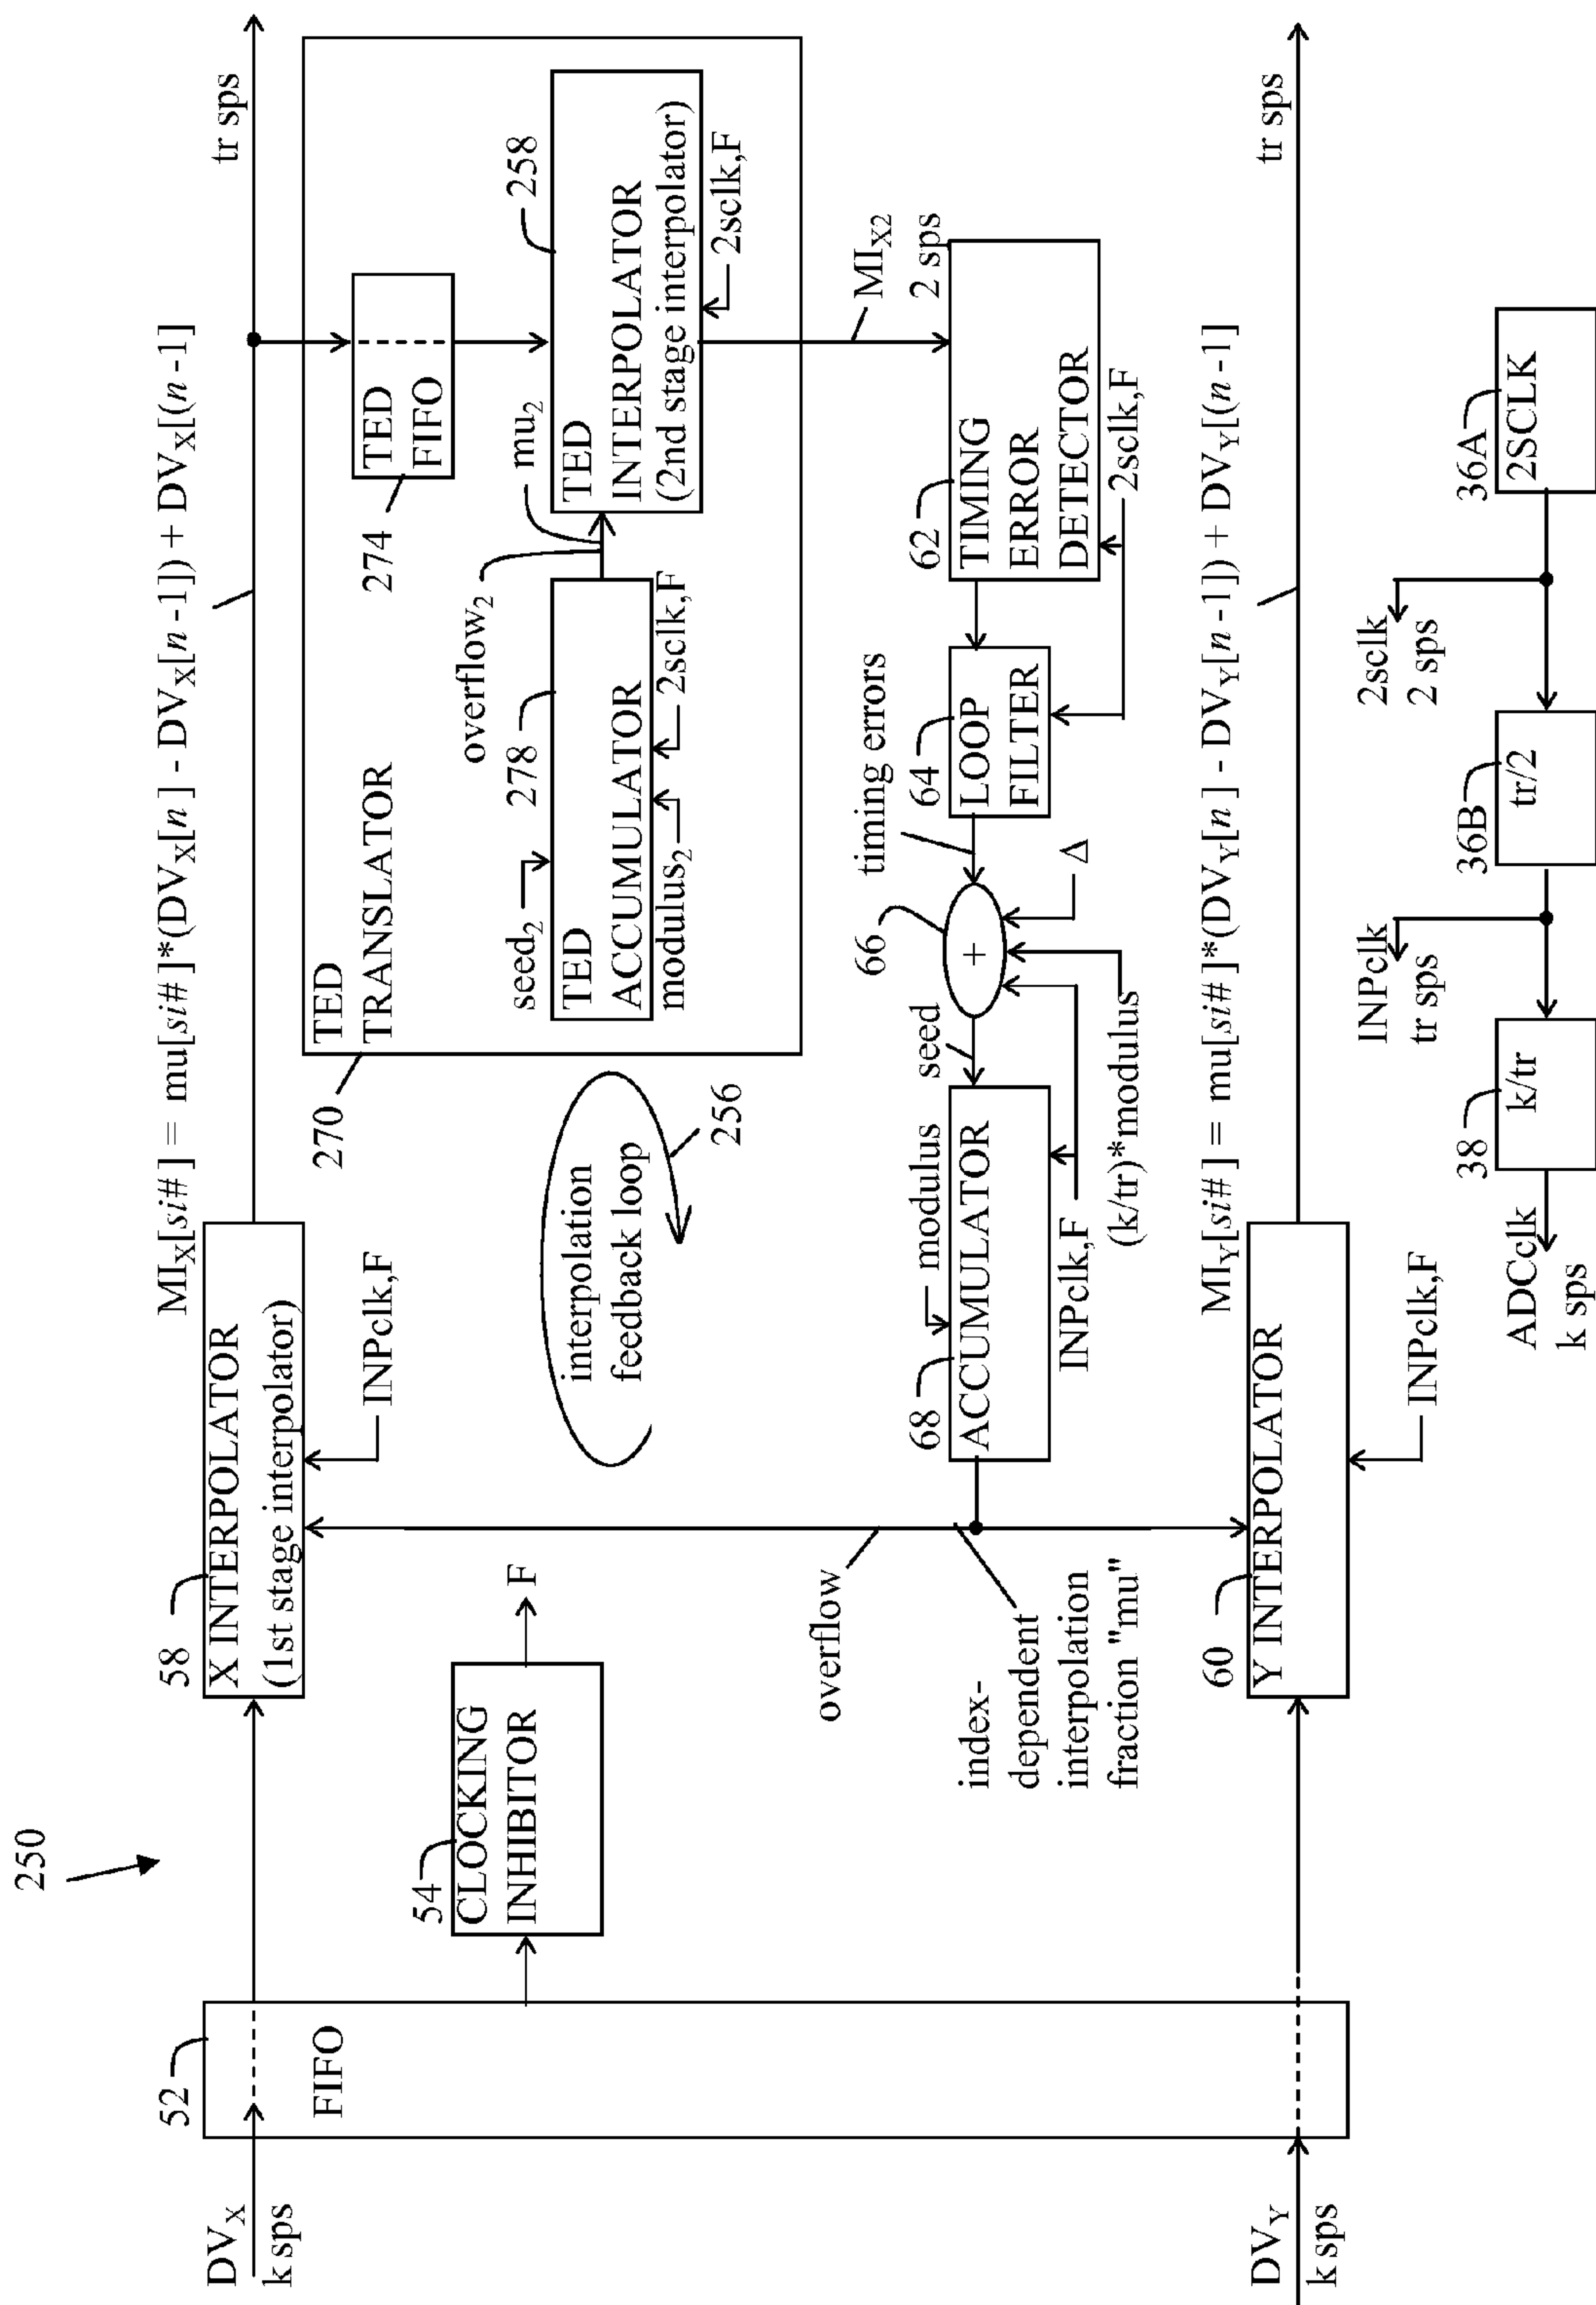 250
52
DV_X
k sps
FIFO
DV_Y
k sps
54
CLOCKING
INHIBITOR
F
58
X INTERPOLATOR
(1st stage interpolator)
INPclk,F
MI_X[si#] = mu[si#]*(DV_X[n] - DV_X[n-1]) + DV_X[(n-1]
tr sps
interpolation
feedback loop
256
270
TED
TRANSLATOR
274
TED
FIFO
seed_2
278
TED
ACCUMULATOR
modulus_2
2sclk,F
overflow_2
mu_2
258
TED
INTERPOLATOR
(2nd stage interpolator)
2sclk,F
MI_X2
2 sps
62
TIMING
ERROR
DETECTOR
2sclk,F
64
LOOP
FILTER
timing errors
66
+
Δ
seed
(k/tr)*modulus
modulus
68
ACCUMULATOR
INPclk,F
overflow
index-
dependent
interpolation
fraction "mu"
60
Y INTERPOLATOR
INPclk,F
MI_Y[si#] = mu[si#]*(DV_Y[n] - DV_Y[n-1]) + DV_Y[(n-1]
tr sps
ADCclk
k sps
38
k/tr
INPclk
tr sps
36B
tr/2
2sclk
2 sps
36A
2SCLK